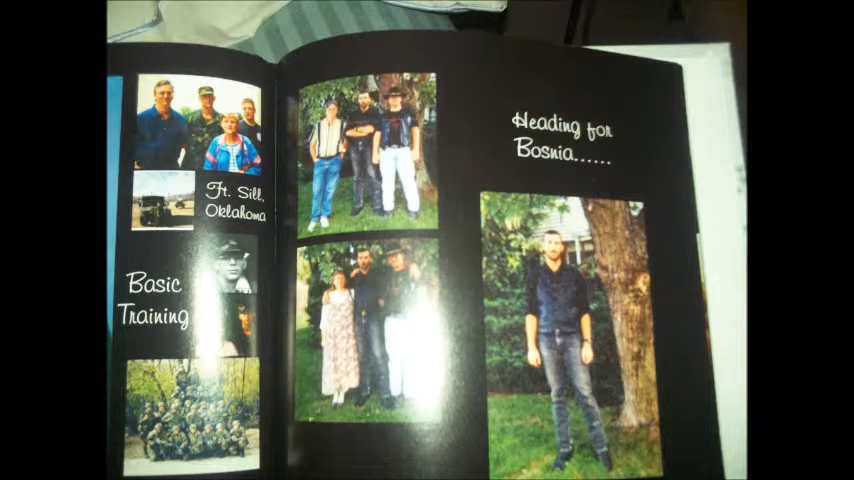 Ft. Sill,
Oklahoma
Basic
Training
Heading for
Bosnia......